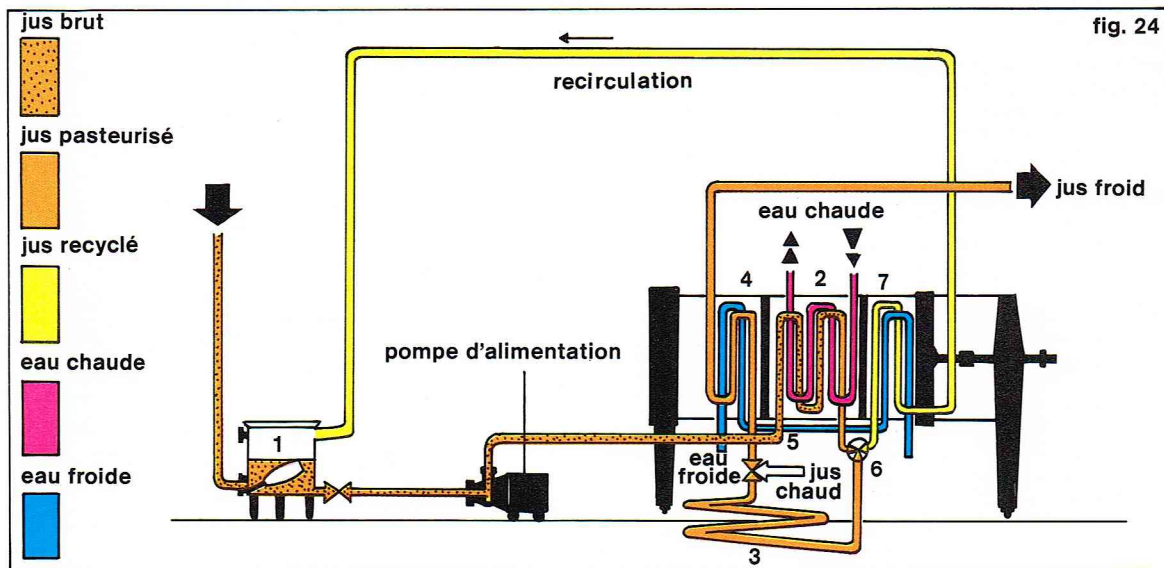 jus brut
jus pasteurisé
jus recyclé
eau chaude
eau froide
fig. 24
recirculation
jus froid
eau chaude
4
2
7
pompe d'alimentation
1
5
6
eau
froide
jus
chaud
3